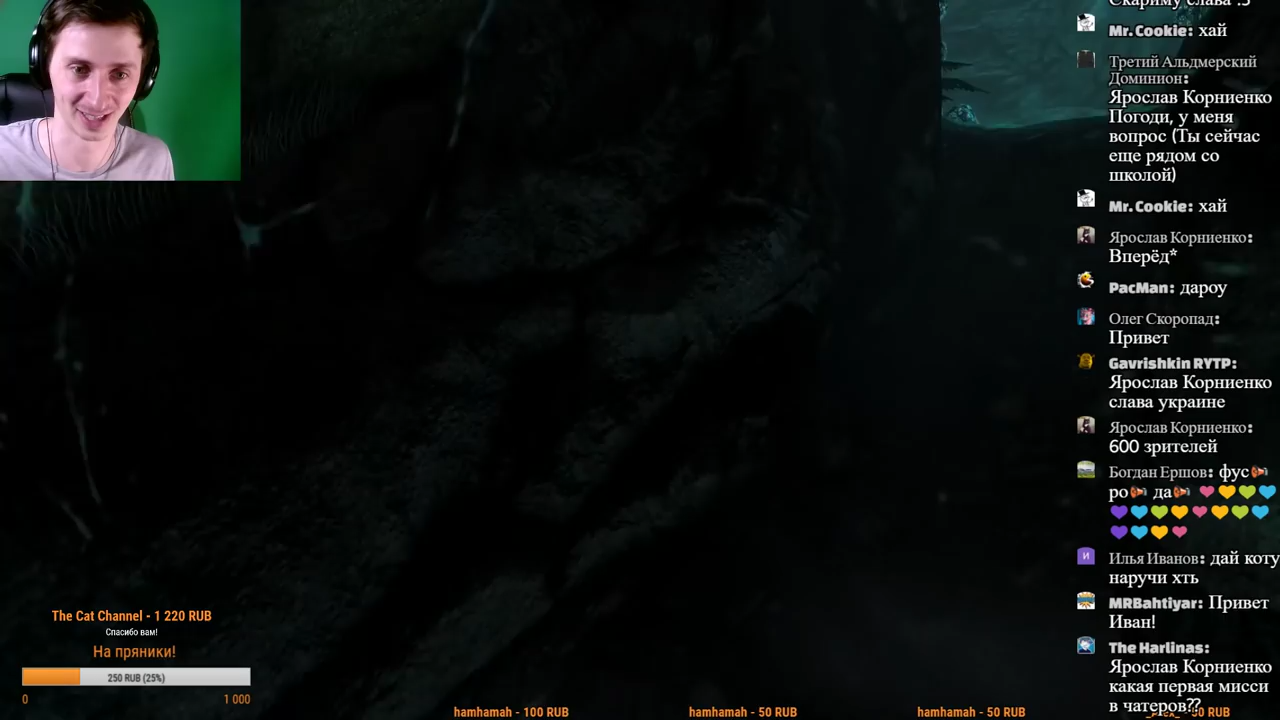 Скариму слава :3
Mr. Cookie: хай
Третий Альдмерский
Доминион:
Ярослав Корниенко
Погоди, у меня
вопрос (Ты сейчас
еще рядом со
школой)
Mr. Cookie: хай
Ярослав Корниенко:
Вперёд*
PacMan: дароу
Олег Скоропад:
Привет
Gavrishkin RYTP:
Ярослав Корниенко
слава украине
Ярослав Корниенко:
600 зрителей
Богдан Ершов: фус
ро да
И
Илья Иванов: дай коту
наручи хть
MRBahtiyar: Привет
Иван!
The Harlinas:
Ярослав Корниенко
какая первая мисси
в чатеров??
The Cat Channel - 1 220 RUB
Спасибо вам!
На пряники!
250 RUB (25%)
0 1 000
hamhamah - 100 RUB hamhamah - 50 RUB hamhamah - 50 RUB RUB